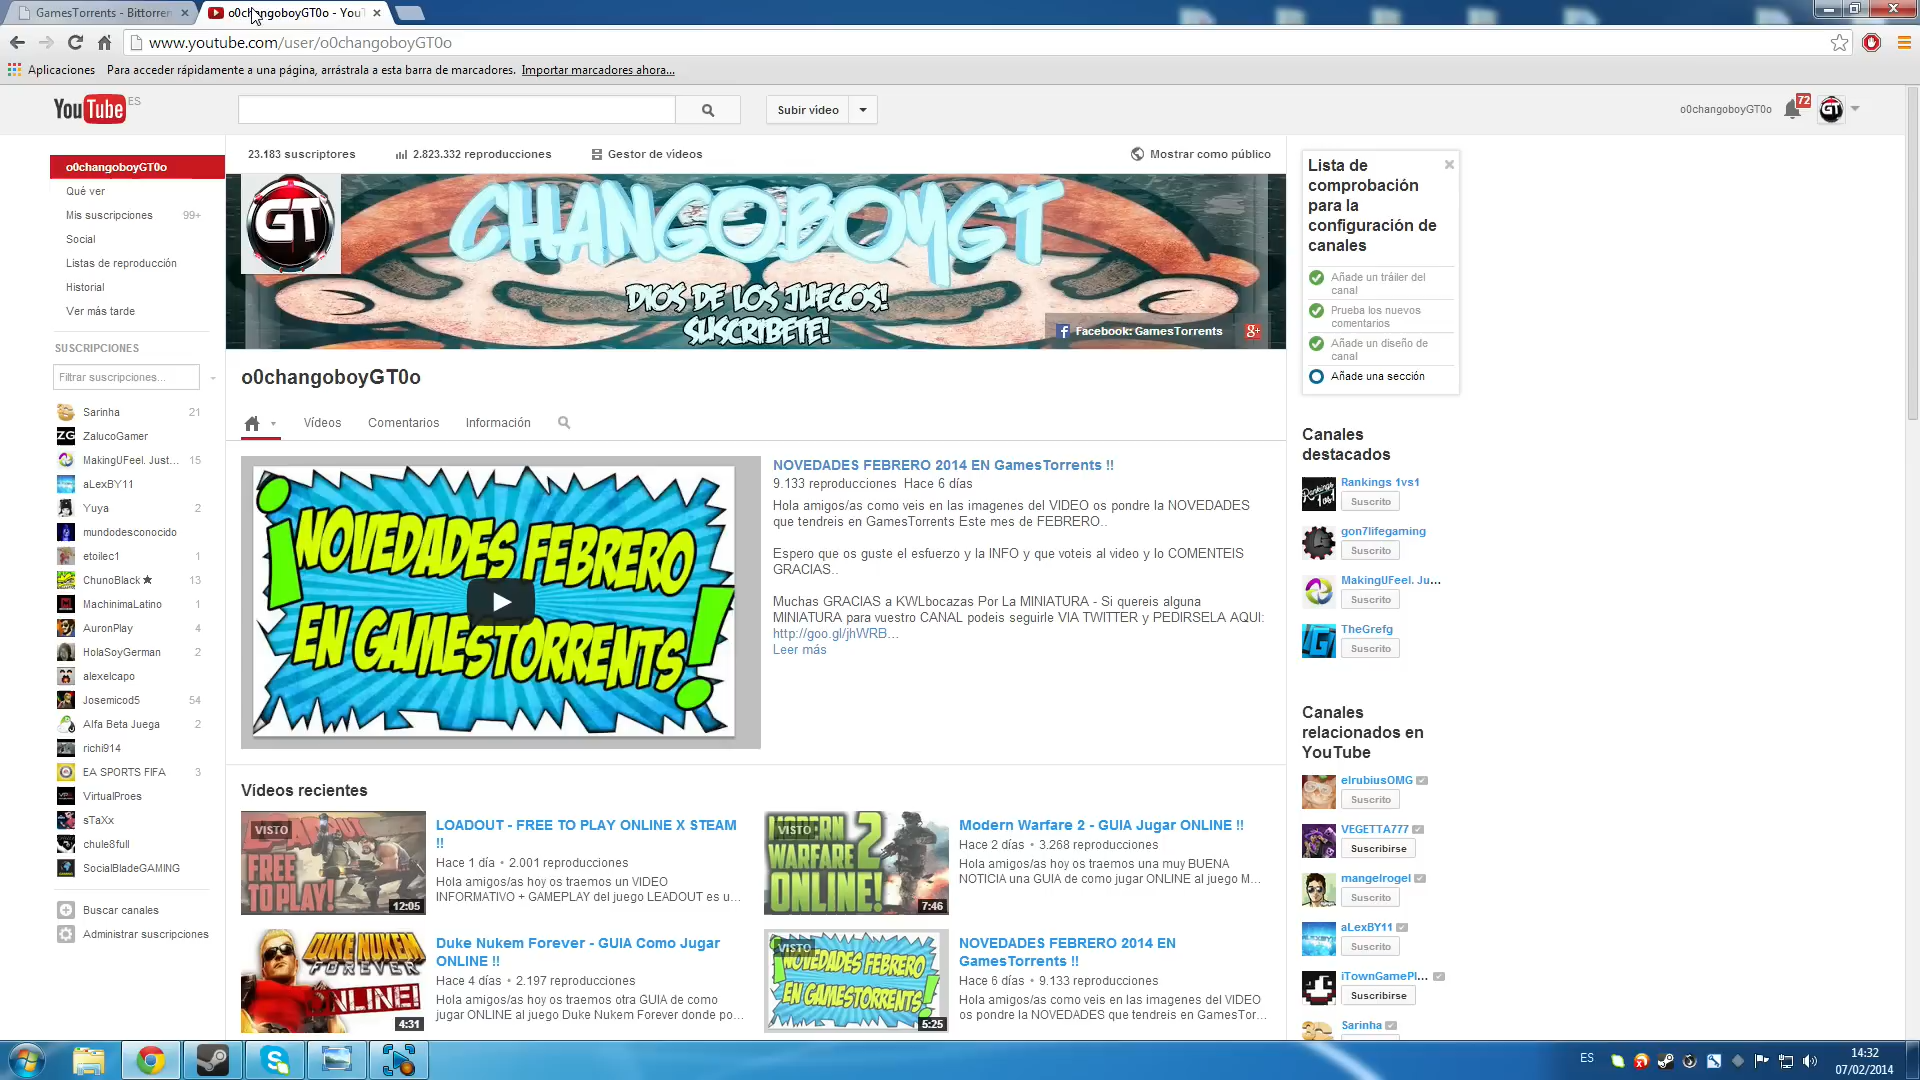 GamesTorrents - Bittorren
o0changoboyGT0o - YouT
www.youtube.com/user/o0changoboyGT0o
Aplicaciones
Para acceder rápidamente a una página, arrástrala a esta barra de marcadores.
Importar marcadores ahora...
YouTube ES
Subir vídeo
o0changoboyGT0o
72
GT
o0changoboyGT0o
Qué ver
Mis suscripciones 99+
Social
Listas de reproducción
Historial
Ver más tarde
SUSCRIPCIONES
Filtrar suscripciones...
Sarinha 21
ZG
ZalucoGamer
MakingUFeel. Just... 15
aLexBY11
Yuya 2
mundodesconocido
etoilec1 1
ChunoBlack★ 13
MachinimaLatino 1
AuronPlay 4
HolaSoyGerman 2
alexelcapo
Josemicod5 54
Alfa Beta Juega 2
richi914
EA SPORTS FIFA 3
VirtualProes
sTaXx
chule8full
SocialBladeGAMING
Buscar canales
Administrar suscripciones
23.183 suscriptores
2.823.332 reproducciones
Gestor de vídeos
Mostrar como público
GT
CHANGOBOYGT
DIOS DE LOS JUEGOS!
SUSCRIBETE!
Facebook: GamesTorrents
g+
o0changoboyGT0o
Vídeos
Comentarios
Información
¡NOVEDADES FEBRERO
EN GAMESTORRENTS!
NOVEDADES FEBRERO 2014 EN GamesTorrents !!
9.133 reproducciones Hace 6 días
Hola amigos/as como veis en las imagenes del VIDEO os pondre la NOVEDADES
que tendreis en GamesTorrents Este mes de FEBRERO..
Espero que os guste el esfuerzo y la INFO y que voteis al video y lo COMENTEIS
GRACIAS..
Muchas GRACIAS a KWLbocazas Por La MINIATURA - Si quereis alguna
MINIATURA para vuestro CANAL podeis seguirle VIA TWITTER y PEDIRSELA AQUI:
http://goo.gl/jhWRB...
Leer más
Vídeos recientes
VISTO
LOADOUT
FREE
TO PLAY!
12:05
LOADOUT - FREE TO PLAY ONLINE X STEAM
!!
Hace 1 día • 2.001 reproducciones
Hola amigos/as hoy os traemos un VIDEO
INFORMATIVO + GAMEPLAY del juego LEADOUT es u...
VISTO
MODERN
WARFARE 2
ONLINE!
7:46
Modern Warfare 2 - GUIA Jugar ONLINE !!
Hace 2 días • 3.268 reproducciones
Hola amigos/as hoy os traemos una muy BUENA
NOTICIA una GUIA de como jugar ONLINE al juego M...
DUKE NUKEM
FOREVER
ONLINE!
4:31
Duke Nukem Forever - GUIA Como Jugar
ONLINE !!
Hace 4 días • 2.197 reproducciones
Hola amigos/as hoy os traemos otra GUIA de como
jugar ONLINE al juego Duke Nukem Forever donde po...
VISTO
¡NOVEDADES FEBRERO
EN GAMESTORRENTS!
5:25
NOVEDADES FEBRERO 2014 EN
GamesTorrents !!
Hace 6 días • 9.133 reproducciones
Hola amigos/as como veis en las imagenes del VIDEO
os pondre la NOVEDADES que tendreis en GamesTor...
Lista de
comprobación
para la
configuración de
canales
Añade un tráiler del
canal
Prueba los nuevos
comentarios
Añade un diseño de
canal
Añade una sección
Canales
destacados
Rankings 1vs1
Suscrito
gon7lifegaming
Suscrito
MakingUFeel. Ju...
Suscrito
TheGrefg
Suscrito
Canales
relacionados en
YouTube
elrubiusOMG
Suscrito
VEGETTA777
Suscribirse
mangelrogel
Suscrito
aLexBY11
Suscrito
iTownGamePl...
Suscribirse
Sarinha
ES
14:32
07/02/2014